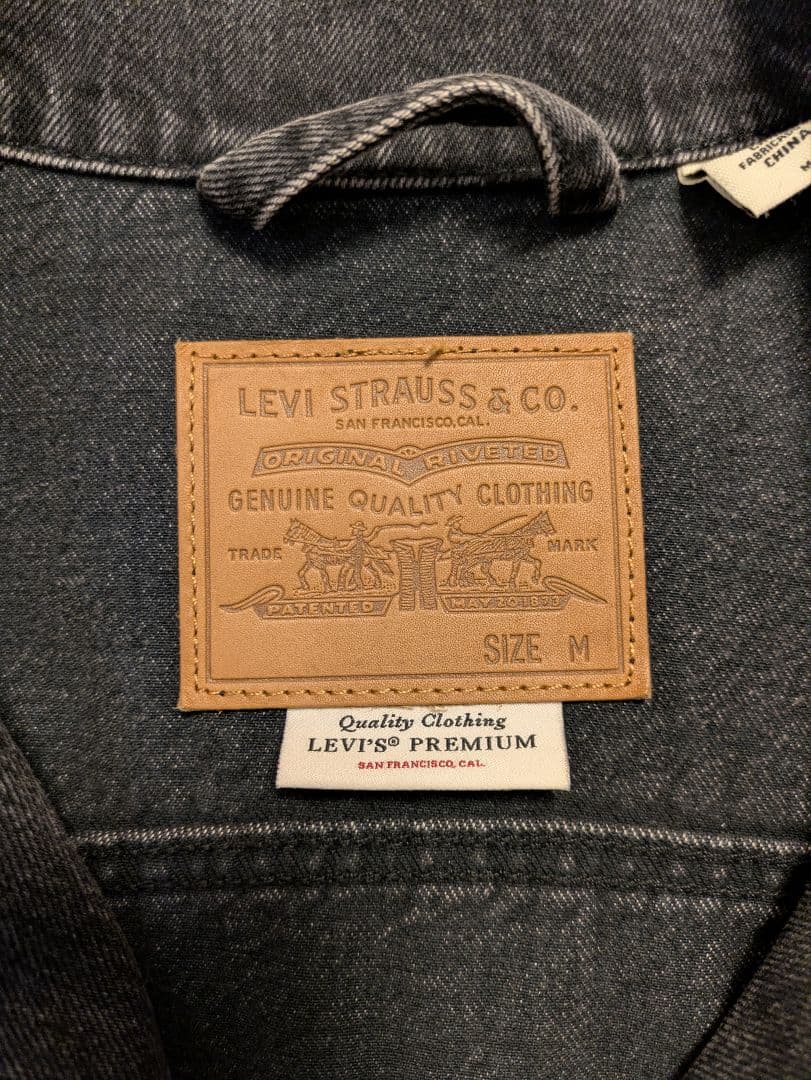 FABRIC
CHINA
LEVI STRAUSS & CO.
SAN FRANCISCO, CAL.
ORIGINAL RIVETED
GENUINE QUALITY CLOTHING
TRADE MARK
PATENTED MAY 20 1873
SIZE M
Quality Clothing
LEVI'S® PREMIUM
SAN FRANCISCO, CAL.